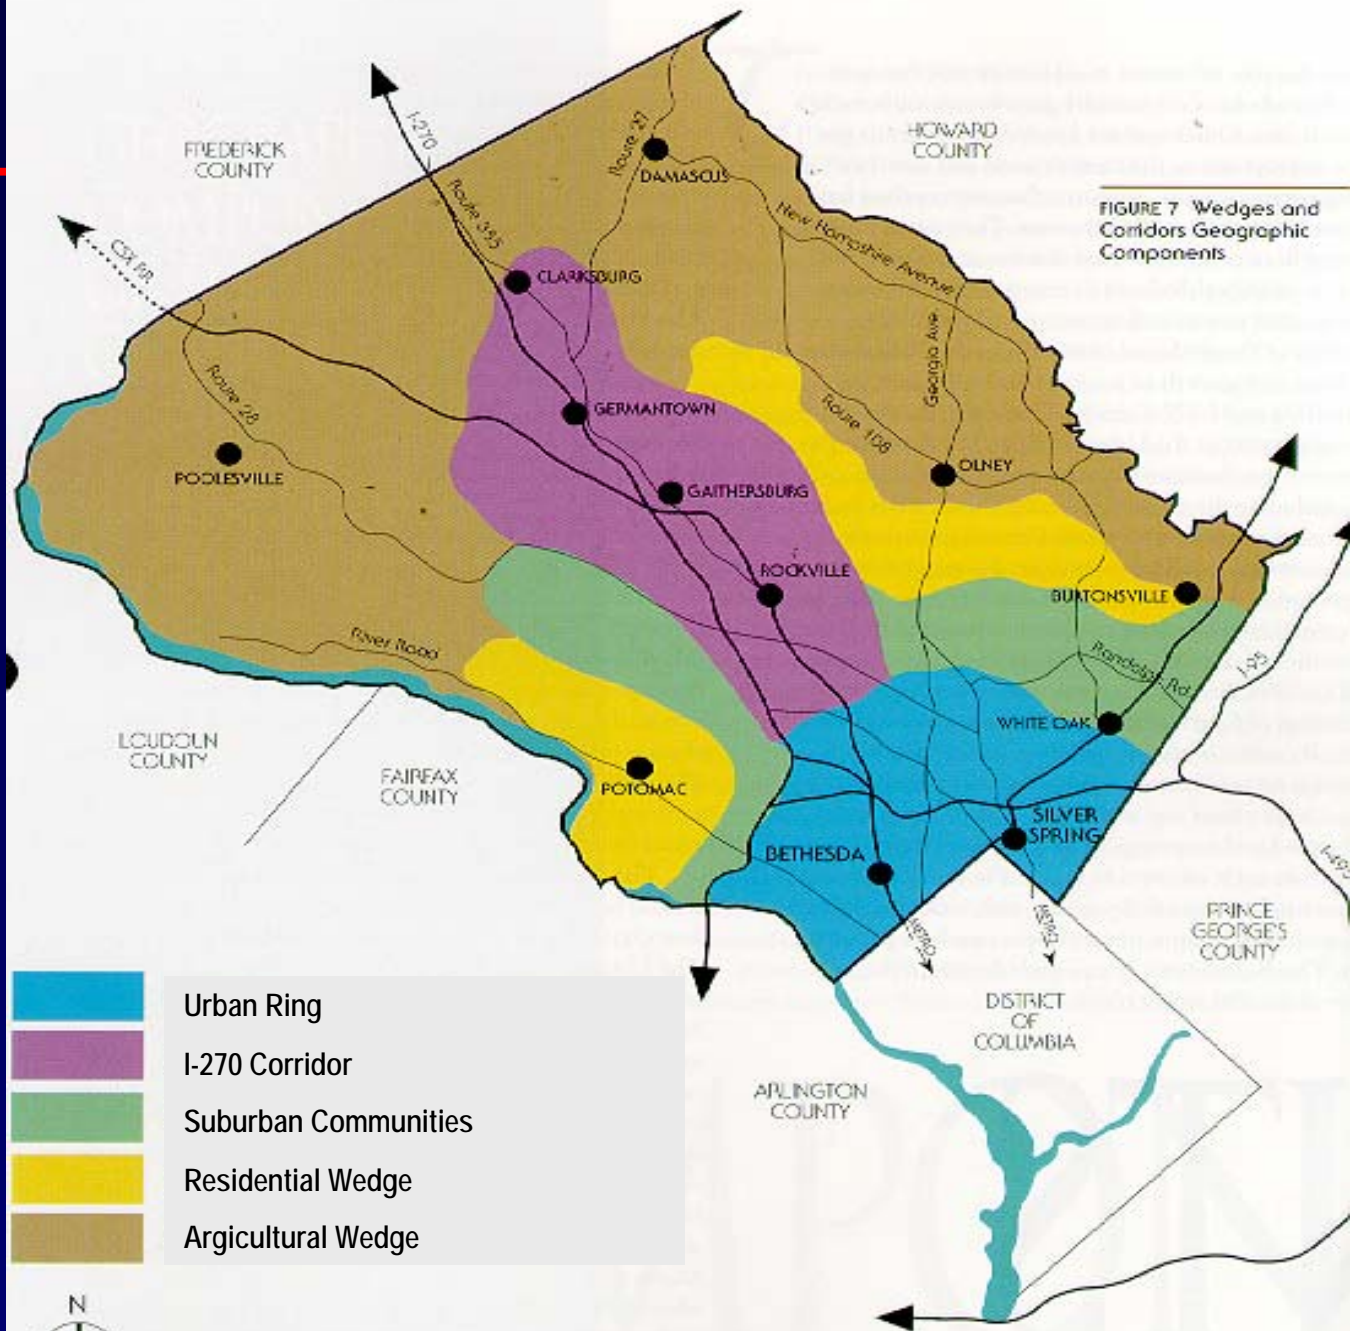 FREDERICK
COUNTY
HOWARD
COUNTY
FIGURE 7 Wedges and
Corridors Geographic
Components
I-270
Route 355
Route 27
DAMASCUS
New Hampshire Avenue
CSX RR
CLARKSBURG
Georgia Ave.
Route 28
GERMANTOWN
Route 108
OLNEY
POOLESVILLE
GAITHERSBURG
ROCKVILLE
BURTONSVILLE
River Road
Randolph Rd.
I-95
WHITE OAK
LOUDOUN
COUNTY
FAIRFAX
COUNTY
POTOMAC
SILVER
SPRING
BETHESDA
I-495
METRO
METRO
PRINCE
GEORGE'S
COUNTY
DISTRICT
OF
COLUMBIA
ARLINGTON
COUNTY
Urban Ring
I-270 Corridor
Suburban Communities
Residential Wedge
Argicultural Wedge
N